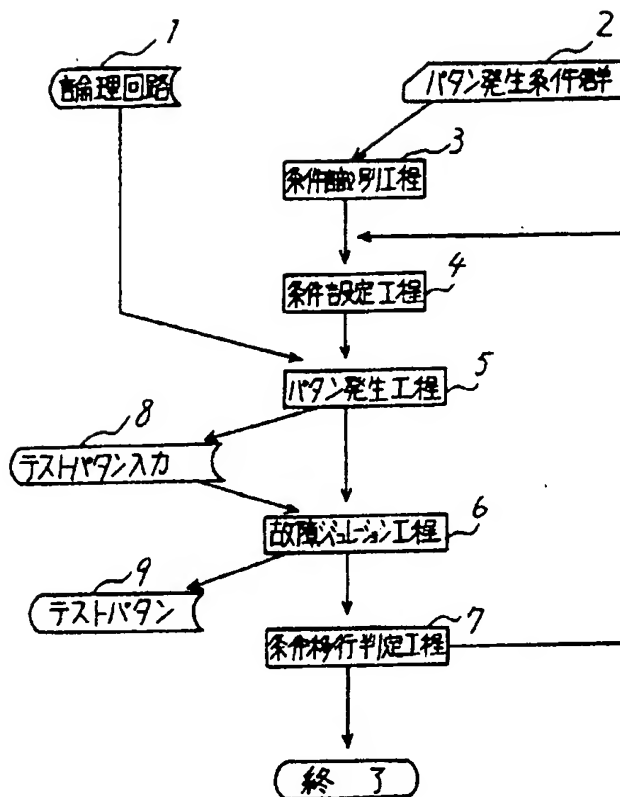 1
論理回路
2
パタン発生条件群
3
条件識別工程
4
条件設定工程
5
パタン発生工程
8
テストパタン入力
6
故障シミュレーション工程
9
テストパタン
7
条件移行判定工程
終了